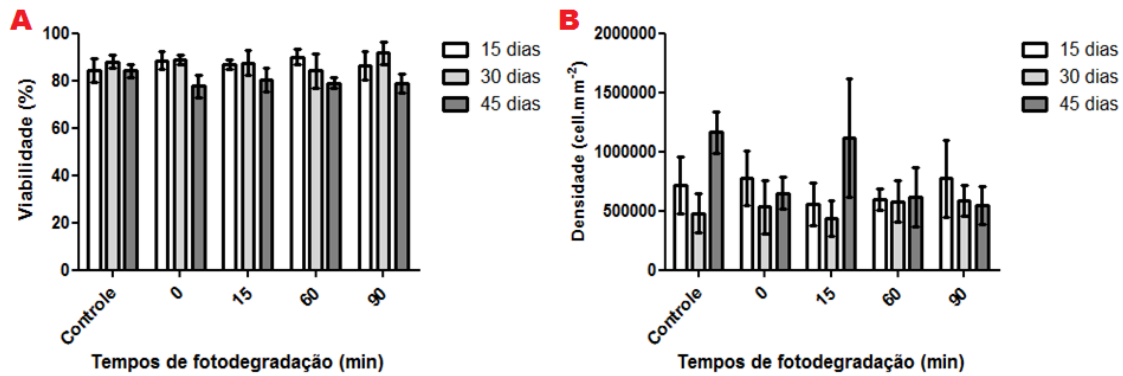 A
Viabilidade (%)
100
80
60
40
20
0
Controle
0
15
60
90
Tempos de fotodegradação (min)
15 dias
30 dias
45 dias
B
Densidade (cell.mm⁻²)
2000000
1500000
1000000
500000
0
Controle
0
15
60
90
Tempos de fotodegradação (min)
15 dias
30 dias
45 dias